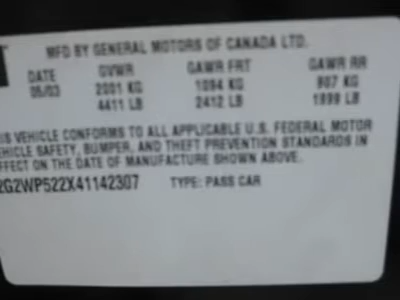 MFD BY GENERAL MOTORS OF CANADA LTD.
DATE GVWR GAWR FRT GAWR RR
05/03 2001 KG 1094 KG 907 KG
4411 LB 2412 LB 1999 LB
IS VEHICLE CONFORMS TO ALL APPLICABLE U.S. FEDERAL MOTOR
EHICLE SAFETY, BUMPER, AND THEFT PREVENTION STANDARDS IN
FFECT ON THE DATE OF MANUFACTURE SHOWN ABOVE.
2G2WP522X41142307 TYPE: PASS CAR